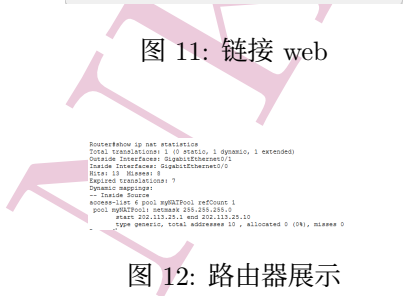 图 11: 链接 web
Router#show ip nat statistics
Total translations: 1 (0 static, 1 dynamic, 1 extended)
Outside Interfaces: GigabitEthernet0/1
Inside Interfaces: GigabitEthernet0/0
Hits: 13 Misses: 8
Expired translations: 7
Dynamic mappings:
-- Inside Source
access-list 6 pool myNATPool refCount 1
pool myNATPool: netmask 255.255.255.0
start 202.113.25.1 end 202.113.25.10
type generic, total addresses 10 , allocated 0 (0%), misses 0
图 12: 路由器展示